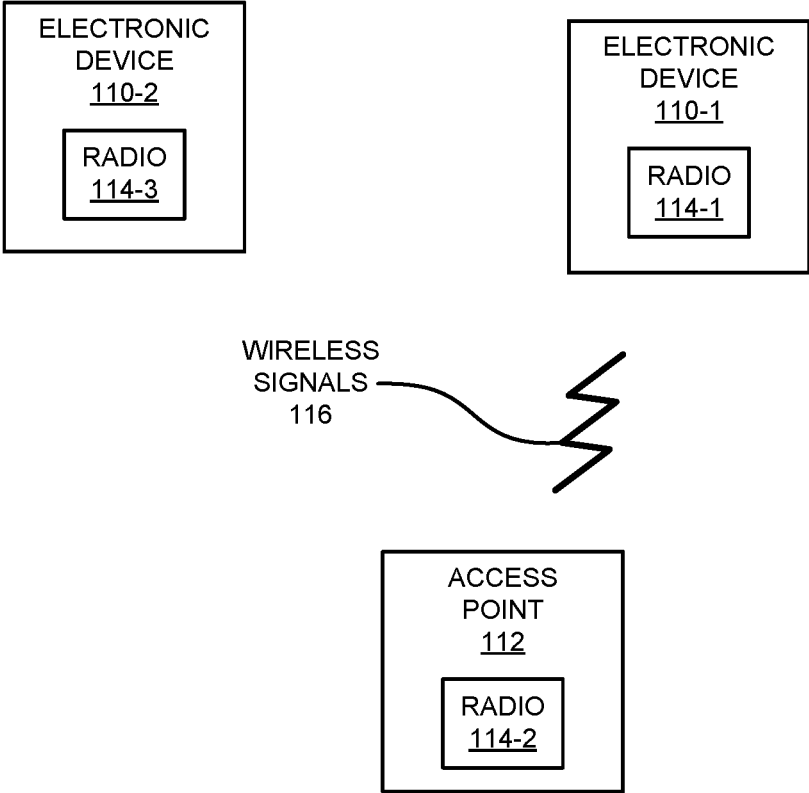 ELECTRONIC
DEVICE
110-2
RADIO
114-3
ELECTRONIC
DEVICE
110-1
RADIO
114-1
WIRELESS
SIGNALS
116
ACCESS
POINT
112
RADIO
114-2